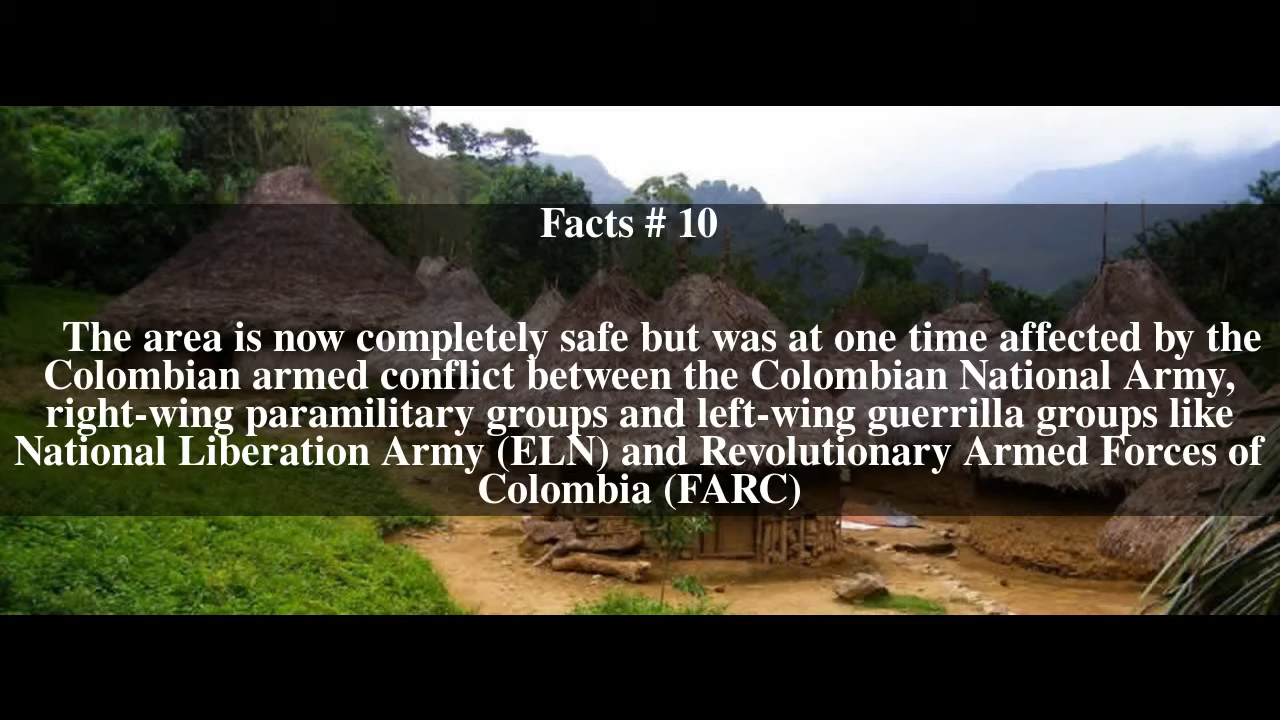 Facts # 10
The area is now completely safe but was at one time affected by the
Colombian armed conflict between the Colombian National Army,
right-wing paramilitary groups and left-wing guerrilla groups like
National Liberation Army (ELN) and Revolutionary Armed Forces of
Colombia (FARC)